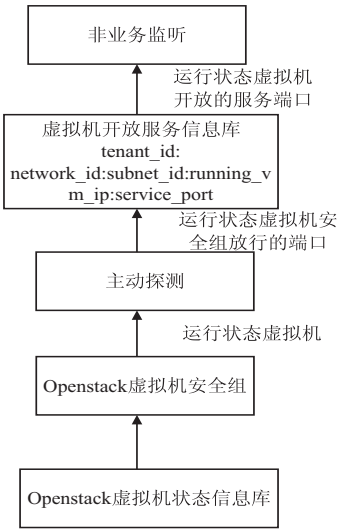 非业务监听
运行状态虚拟机
开放的服务端口
虚拟机开放服务信息库
tenant_id:
network_id:subnet_id:running_v
m_ip:service_port
运行状态虚拟机安
全组放行的端口
主动探测
运行状态虚拟机
Openstack虚拟机安全组
Openstack虚拟机状态信息库